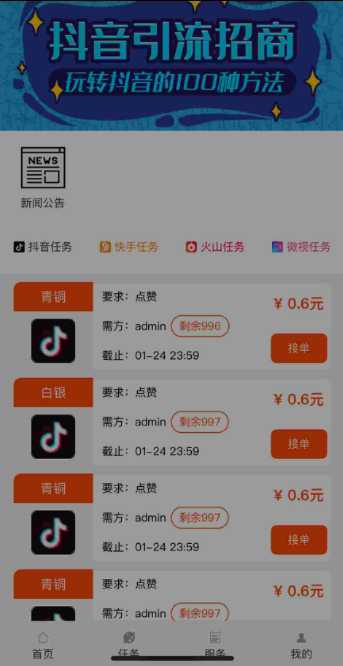 抖音引流招商
玩转抖音的100种方法
NEWS
新闻公告
抖音任务 快手任务 火山任务 微视任务
青铜
要求：点赞
¥ 0.6元
需方：admin 剩余996
截止：01-24 23:59
接单
白银
要求：点赞
¥ 0.6元
需方：admin 剩余997
截止：01-24 23:59
接单
青铜
要求：点赞
¥ 0.6元
需方：admin 剩余997
截止：01-24 23:59
接单
青铜
要求：点赞
¥ 0.6元
需方：admin 剩余997
首页 任务 服务 我的